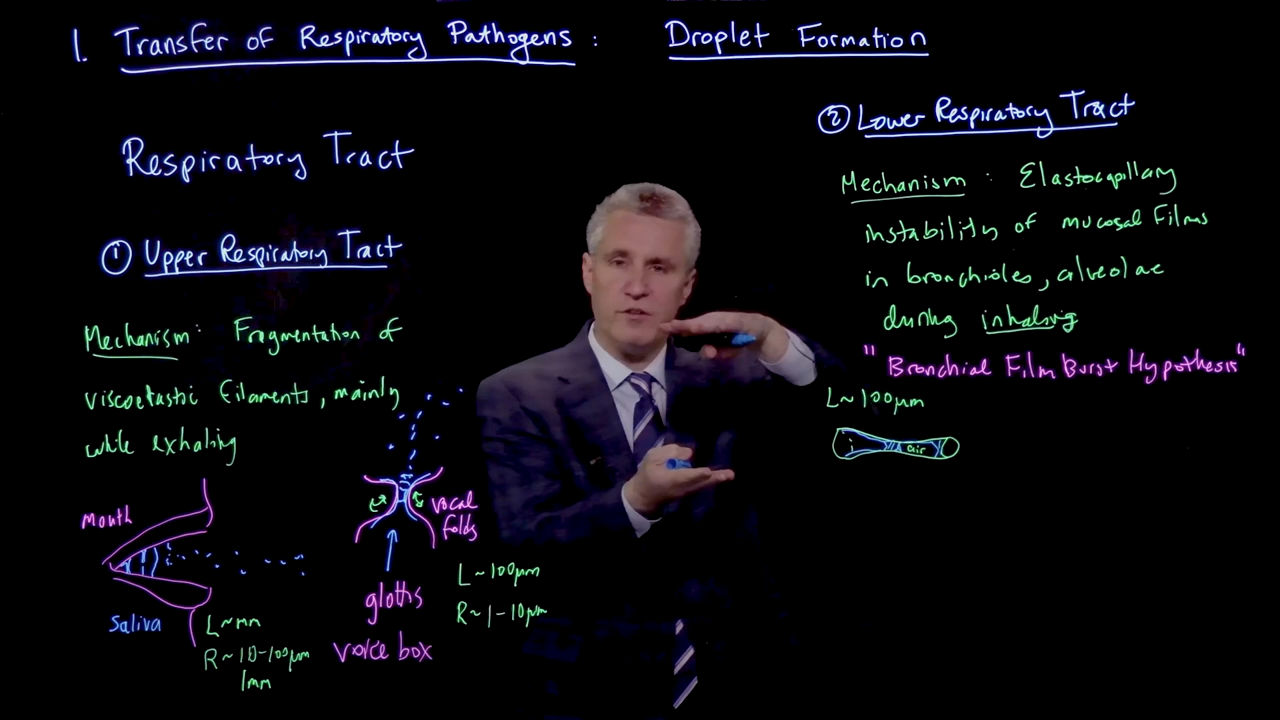 1. Transfer of Respiratory Pathogens : Droplet Formation
Respiratory Tract
① Upper Respiratory Tract
Mechanism: Fragmentation of
viscoelastic filaments, mainly
while exhaling
Mouth
Saliva
L~mm
R~10-100μm
1mm
vocal
folds
glottis
voice box
L~100μm
R~1-10μm
② Lower Respiratory Tract
Mechanism : Elastocapillary
instability of mucosal films
in bronchioles, alveolae
during inhaling
"Bronchial Film Burst Hypothesis"
L~100μm
air